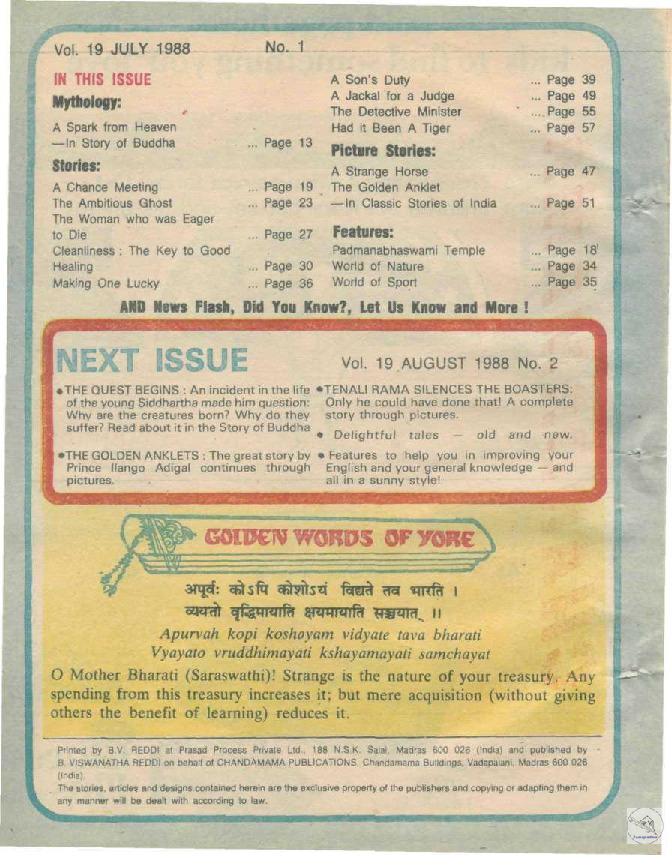 Vol. 19 JULY 1988 No. 1
IN THIS ISSUE
Mythology:
A Spark from Heaven
—In Story of Buddha ... Page 13
Stories:
A Chance Meeting ... Page 19
The Ambitious Ghost ... Page 23
The Woman who was Eager
to Die ... Page 27
Cleanliness : The Key to Good
Healing ... Page 30
Making One Lucky ... Page 36
A Son's Duty ... Page 39
A Jackal for a Judge ... Page 49
The Detective Minister ... Page 55
Had it Been A Tiger ... Page 57
Picture Stories:
A Strange Horse ... Page 47
The Golden Anklet
—In Classic Stories of India ... Page 51
Features:
Padmanabhaswami Temple ... Page 18
World of Nature ... Page 34
World of Sport ... Page 35
AND News Flash, Did You Know?, Let Us Know and More !
NEXT ISSUE
Vol. 19 AUGUST 1988 No. 2
•THE QUEST BEGINS : An incident in the life
of the young Siddhartha made him question:
Why are the creatures born? Why do they
suffer? Read about it in the Story of Buddha
•THE GOLDEN ANKLETS : The great story by
Prince Ilango Adigal continues through
pictures.
•TENALI RAMA SILENCES THE BOASTERS:
Only he could have done that! A complete
story through pictures.
• Delightful tales — old and new.
• Features to help you in improving your
English and your general knowledge — and
all in a sunny style!
GOLDEN WORDS OF YORE
अपूर्वः कोऽपि कोशोऽयं विद्यते तव भारति ।
व्ययतो वृद्धिमायाति क्षयमायाति सञ्चयात् ।।
Apurvah kopi koshoyam vidyate tava bharati
Vyayato vruddhimayati kshayamayati samchayat
O Mother Bharati (Saraswathi)! Strange is the nature of your treasury. Any
spending from this treasury increases it; but mere acquisition (without giving
others the benefit of learning) reduces it.
Printed by B.V. REDDI at Prasad Process Private Ltd., 188 N.S.K. Salai, Madras 600 026 (India) and published by
B. VISWANATHA REDDI on behalf of CHANDAMAMA PUBLICATIONS, Chandamama Buildings, Vadapalani, Madras 600 026
(India).
The stories, articles and designs contained herein are the exclusive property of the publishers and copying or adapting them in
any manner will be dealt with according to law.